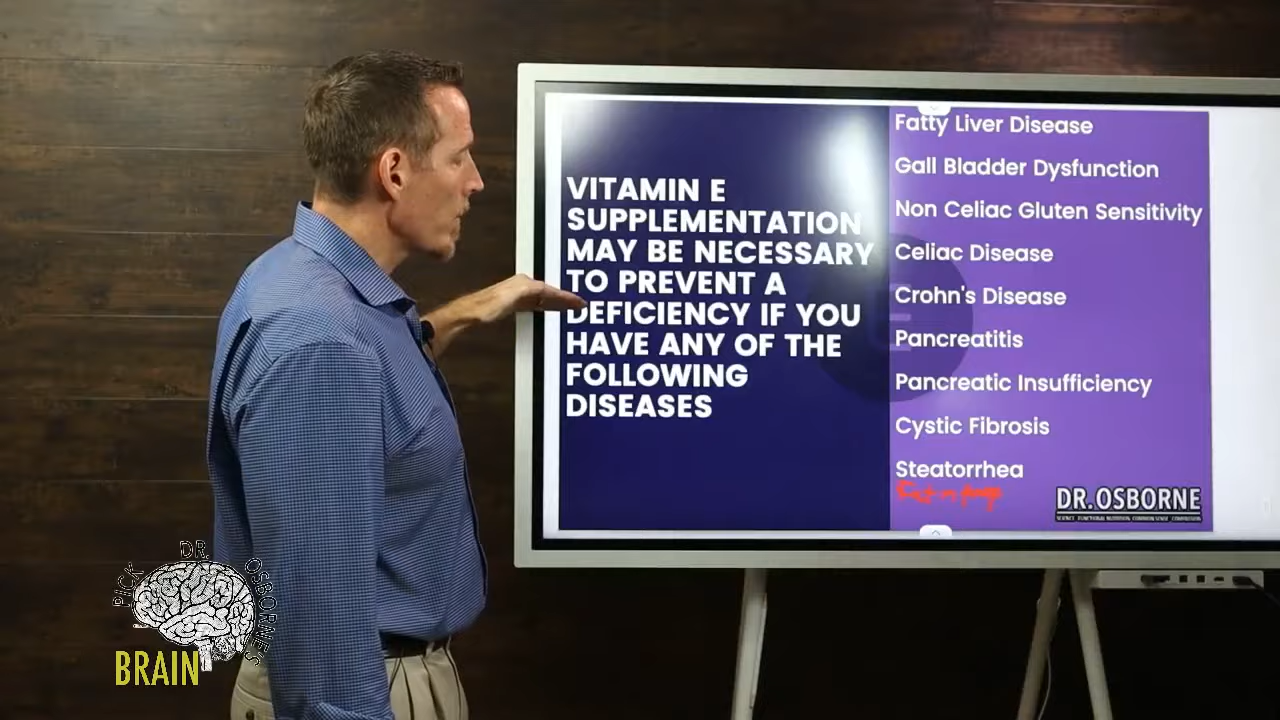 VITAMIN E
SUPPLEMENTATION
MAY BE NECESSARY
TO PREVENT A
DEFICIENCY IF YOU
HAVE ANY OF THE
FOLLOWING
DISEASES
Fatty Liver Disease
Gall Bladder Dysfunction
Non Celiac Gluten Sensitivity
Celiac Disease
Crohn's Disease
Pancreatitis
Pancreatic Insufficiency
Cystic Fibrosis
Steatorrhea
DR. OSBORNE
PICK DR. OSBORNE'S
BRAIN